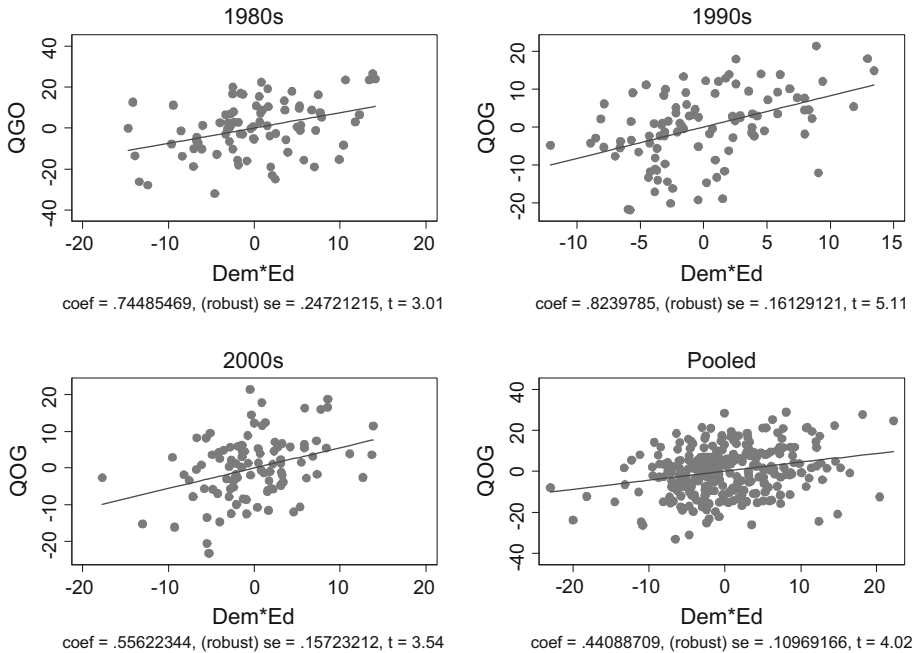 1980s
40
20
0
-20
-40
QGO
-20 -10 0 10 20
Dem*Ed
coef = .74485469, (robust) se = .24721215, t = 3.01
1990s
20
10
0
-10
-20
QOG
-10 -5 0 5 10 15
Dem*Ed
coef = .8239785, (robust) se = .16129121, t = 5.11
2000s
20
10
0
-10
-20
QOG
-20 -10 0 10 20
Dem*Ed
coef = .55622344, (robust) se = .15723212, t = 3.54
Pooled
40
20
0
-20
-40
QOG
-20 -10 0 10 20
Dem*Ed
coef = .44088709, (robust) se = .10969166, t = 4.02